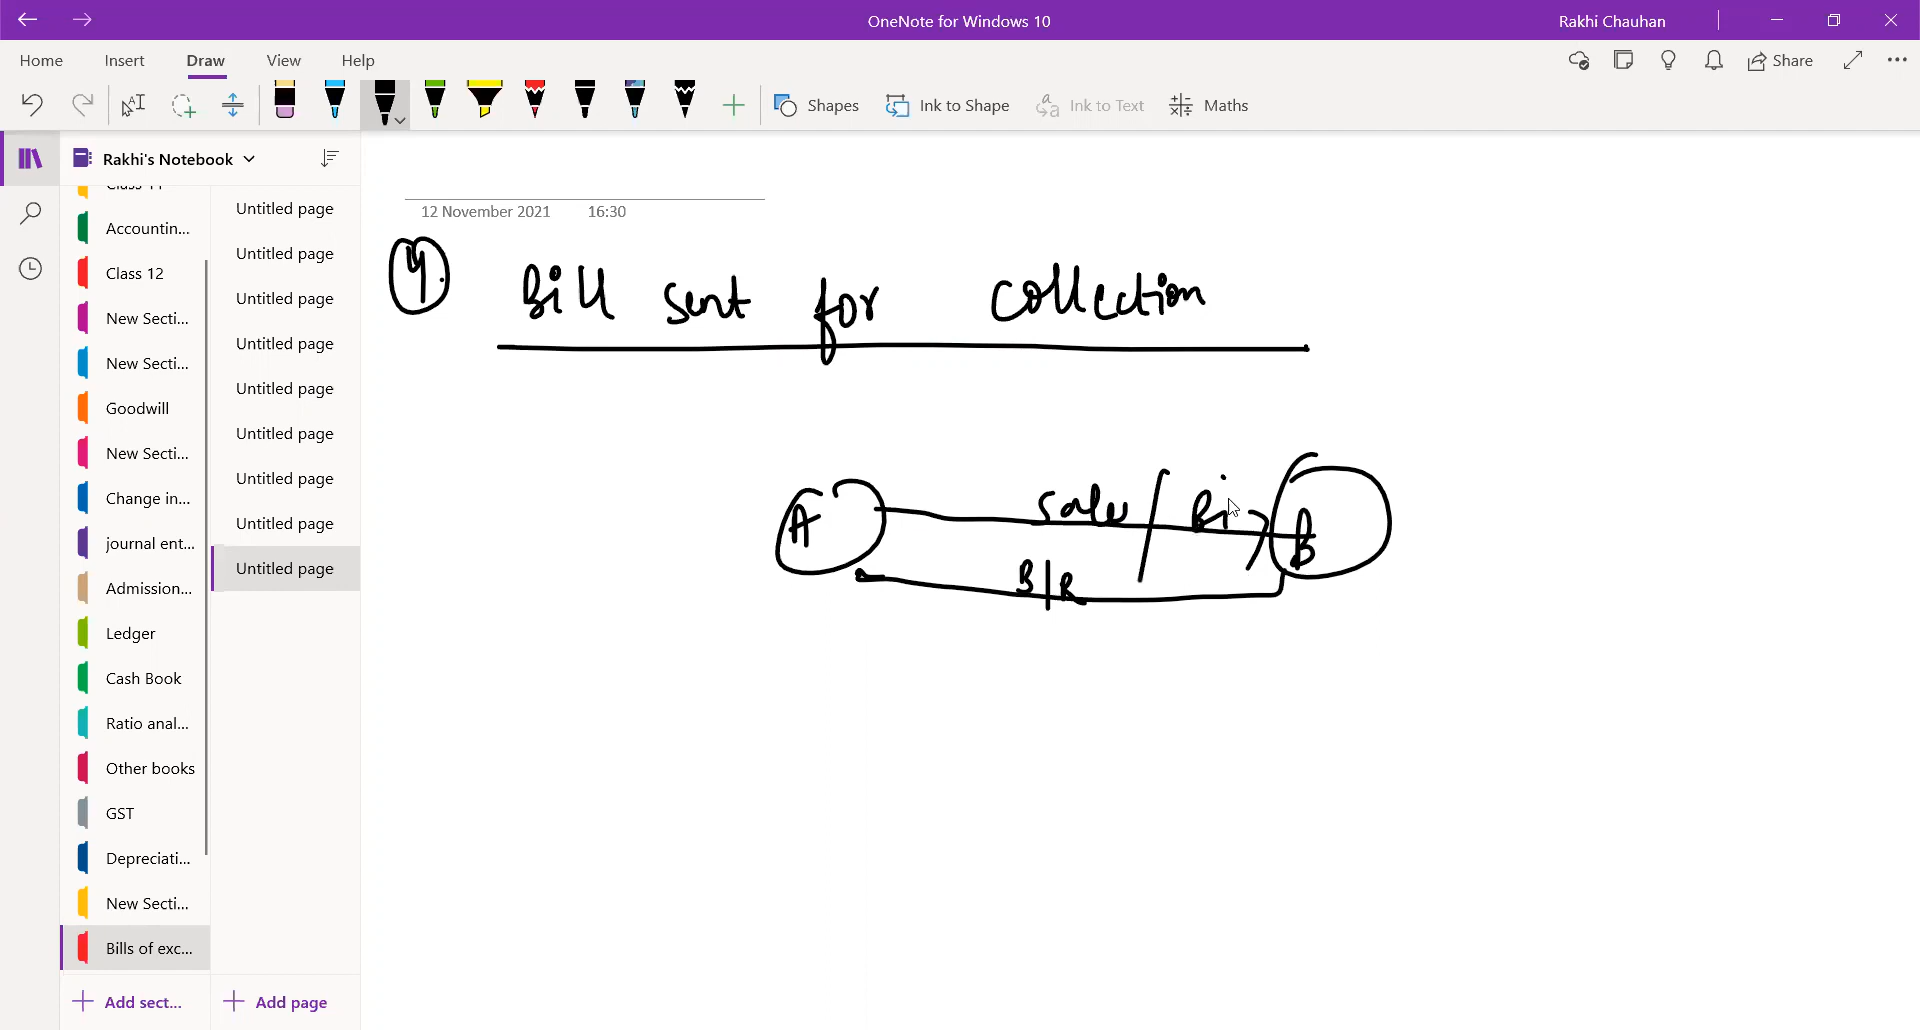 OneNote for Windows 10
Rakhi Chauhan
Home Insert Draw View Help
Share
Shapes Ink to Shape Ink to Text Maths
Rakhi's Notebook
Class 11
Accountin...
Class 12
New Secti...
New Secti...
Goodwill
New Secti...
Change in...
journal ent...
Admission...
Ledger
Cash Book
Ratio anal...
Other books
GST
Depreciati...
New Secti...
Bills of exc...
Add sect...
Untitled page
Untitled page
Untitled page
Untitled page
Untitled page
Untitled page
Untitled page
Untitled page
Untitled page
Add page
12 November 2021 16:30
Bill sent for collection
A Sales Bi B
B/R